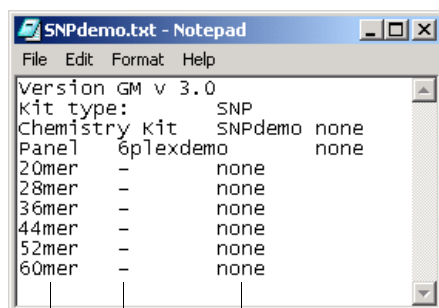 SNPdemo.txt - Notepad
File Edit Format Help
Version GM v 3.0
Kit type: SNP
Chemistry Kit SNPdemo none
Panel 6plexdemo none
20mer - none
28mer - none
36mer - none
44mer - none
52mer - none
60mer - none